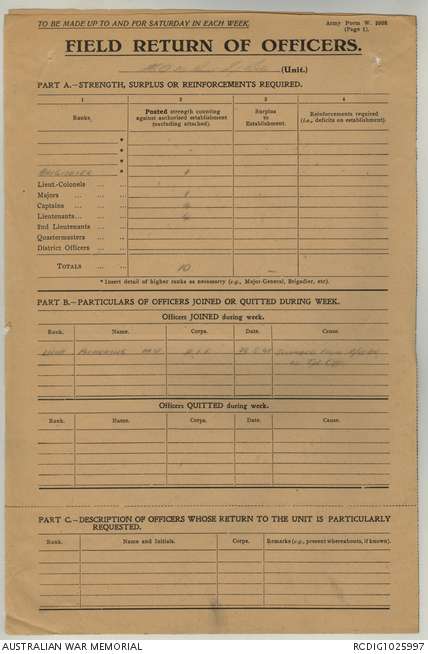 TO BE MADE UP TO AND FOR SATURDAY IN EACH WEEK.
Army Form W. 3008
(Page 1).
FIELD RETURN OF OFFICERS.
(Unit.)
PART A.—STRENGTH, SURPLUS OR REINFORCEMENTS REQUIRED.
1 2 3 4
Ranks. Posted strength counting against authorised establishment (excluding attached). Surplus to Establishment. Reinforcements required (i.e., deficits on establishment).
*
*
*
BRIGADIER * 1
Lieut.-Colonels
Majors 1
Captains 4
Lieutenants 4
2nd Lieutenants
Quartermasters
District Officers
TOTALS 10 —
* Insert detail of higher ranks as necessary (e.g., Major-General, Brigadier, etc).
PART B.—PARTICULARS OF OFFICERS JOINED OR QUITTED DURING WEEK.
Officers JOINED during week.
Rank. Name. Corps. Date. Cause.
LIEUT PICKERING
Officers QUITTED during week.
Rank. Name. Corps. Date. Cause.
PART C.—DESCRIPTION OF OFFICERS WHOSE RETURN TO THE UNIT IS PARTICULARLY
REQUESTED.
Rank. Name and Initials. Corps. Remarks (e.g., present whereabouts, if known).
AUSTRALIAN WAR MEMORIAL
RCDIG1025997